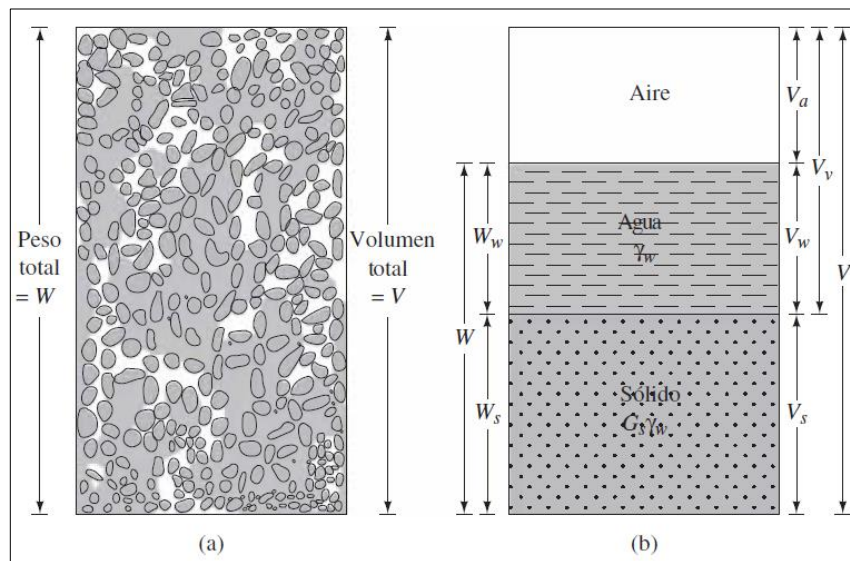 Peso
total
= W
Volumen
total
= V
(a)
Aire
Agua
γw
Sólido
Gsγw
W
Ww
Ws
Va
Vw
Vs
Vv
V
(b)